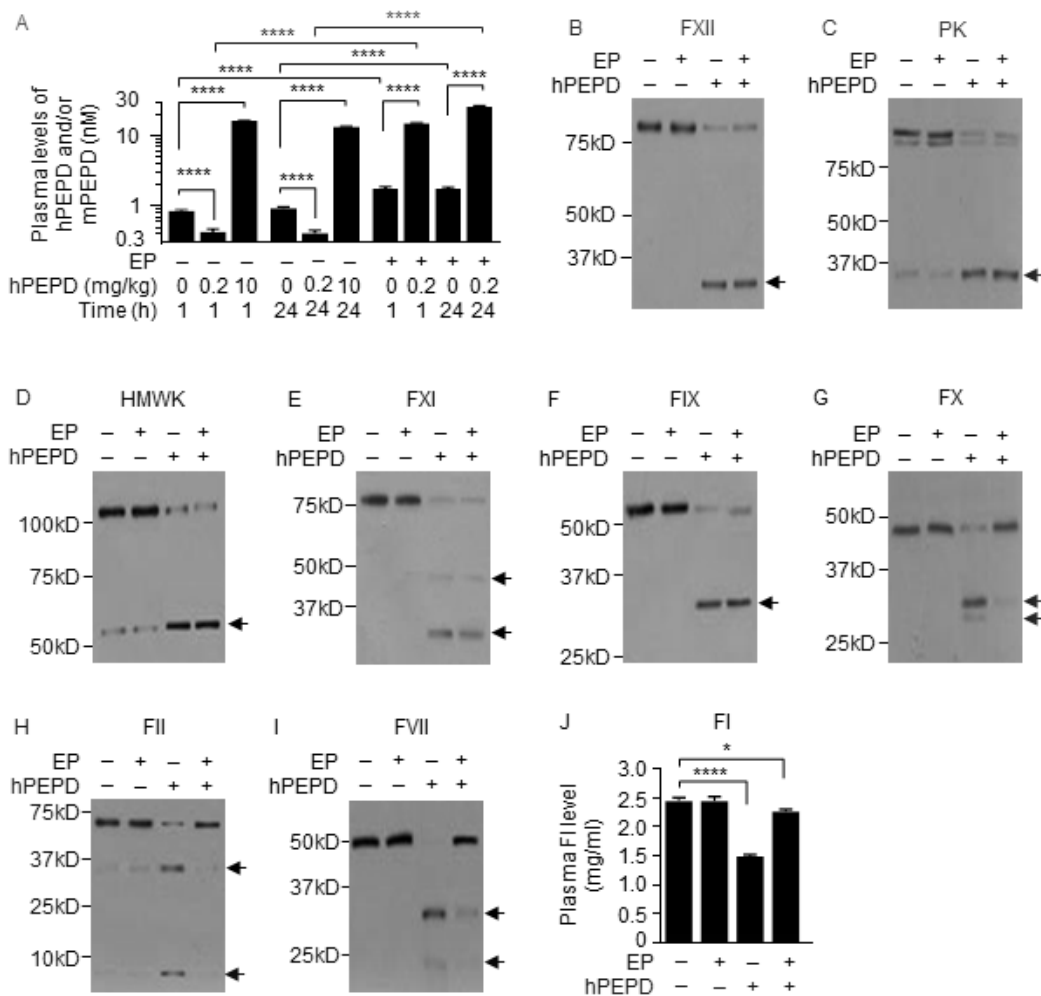 A
****
****
****
****
**** **** **** ****
**** ****
Plasma levels of
hPEPD and/or
mPEPD (nM)
30
10
1
0.3
EP – – – – – – + + + +
hPEPD (mg/kg) 0 0.2 10 0 0.2 10 0 0.2 0 0.2
Time (h) 1 1 1 24 24 24 1 1 24 24
B FXII
EP – + – +
hPEPD – – + +
75kD
50kD
37kD
C PK
EP – + – +
hPEPD – – + +
75kD
50kD
37kD
D HMWK
EP – + – +
hPEPD – – + +
100kD
75kD
50kD
E FXI
EP – + – +
hPEPD – – + +
75kD
50kD
37kD
F FIX
EP – + – +
hPEPD – – + +
50kD
37kD
25kD
G FX
EP – + – +
hPEPD – – + +
50kD
37kD
25kD
H FII
EP – + – +
hPEPD – – + +
75kD
37kD
25kD
10kD
I FVII
EP – + – +
hPEPD – – + +
50kD
37kD
25kD
J FI
*
****
Plasma FI level
(mg/ml)
3.0
2.5
2.0
1.5
1.0
0.5
0
EP – + – +
hPEPD – – + +